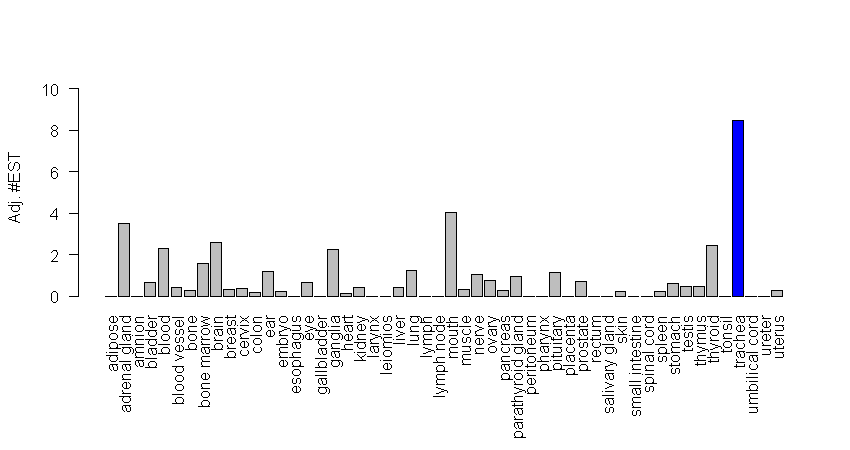 Adj. #EST
10
8
6
4
2
0
adipose
adrenal gland
amnion
bladder
blood
blood vessel
bone
bone marrow
brain
breast
cervix
colon
ear
embryo
esophagus
eye
gallbladder
ganglia
heart
kidney
larynx
leiomios
liver
lung
lymph
lymph node
mouth
muscle
nerve
ovary
pancreas
parathyroid gland
peritoneum
pharynx
pituitary
placenta
prostate
rectum
salivary gland
skin
small intestine
spinal cord
spleen
stomach
testis
thymus
thyroid
tonsil
trachea
umbilical cord
ureter
uterus